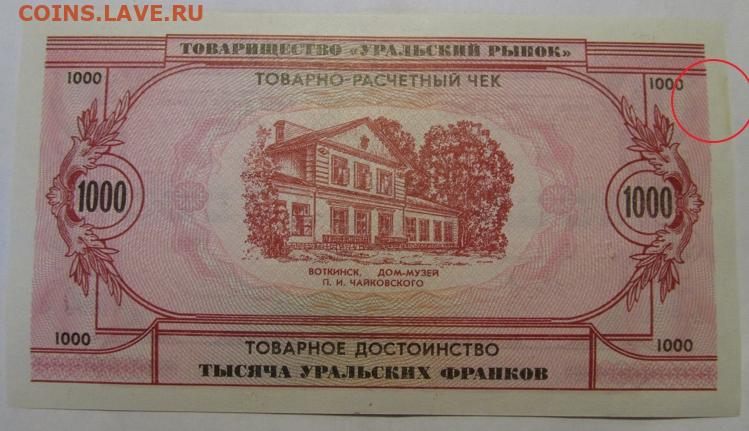 COINS.LAVE.RU
ТОВАРИЩЕСТВО «УРАЛЬСКИЙ РЫНОК»
1000 ТОВАРНО-РАСЧЕТНЫЙ ЧЕК 1000
1000 1000
ВОТКИНСК, ДОМ-МУЗЕЙ
П. И. ЧАЙКОВСКОГО
1000 ТОВАРНОЕ ДОСТОИНСТВО 1000
ТЫСЯЧА УРАЛЬСКИХ ФРАНКОВ